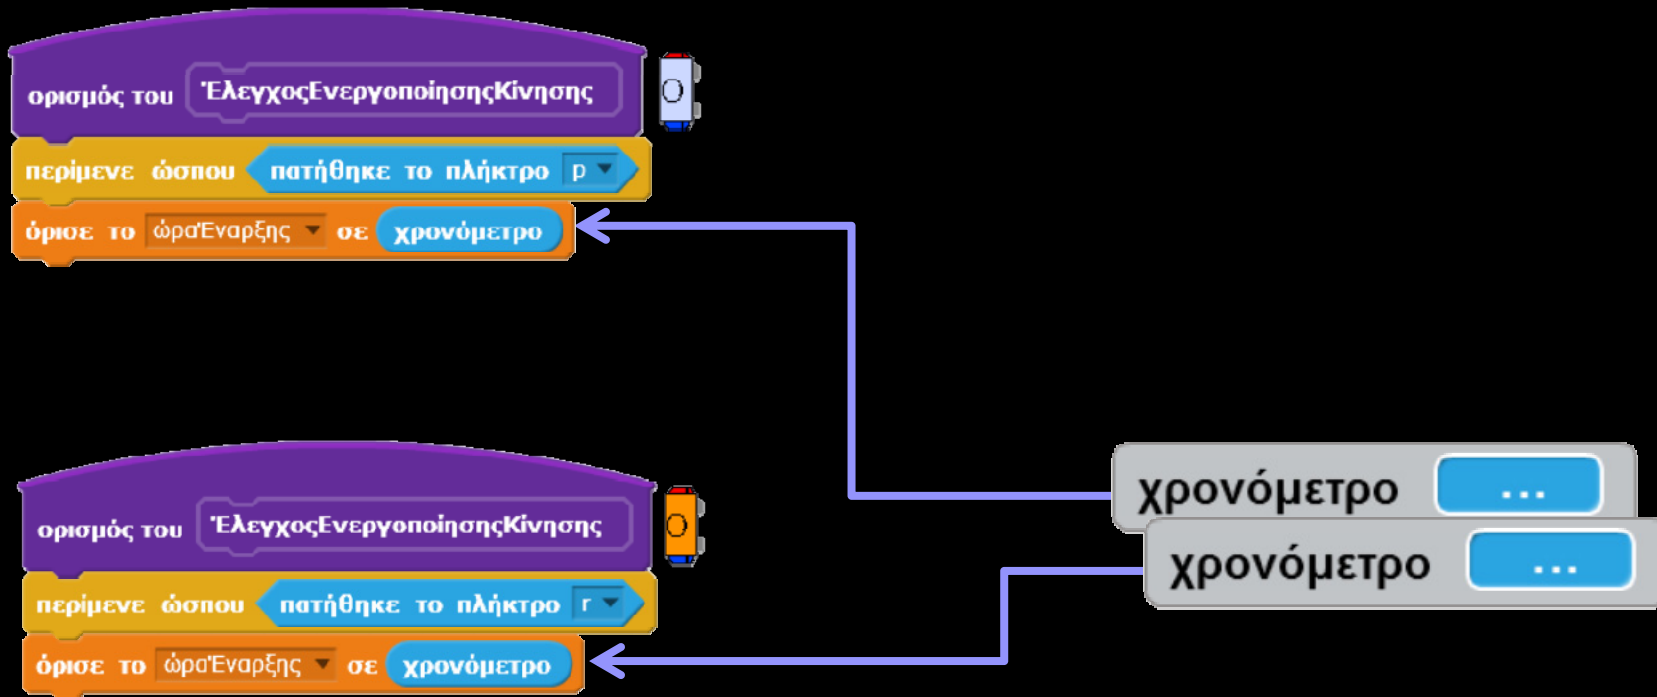 ορισμός του ΈλεγχοςΕνεργοποίησηςΚίνησης
περίμενε ώσπου πατήθηκε το πλήκτρο p
όρισε το ώραΈναρξης σε χρονόμετρο
χρονόμετρο ...
χρονόμετρο ...
ορισμός του ΈλεγχοςΕνεργοποίησηςΚίνησης
περίμενε ώσπου πατήθηκε το πλήκτρο r
όρισε το ώραΈναρξης σε χρονόμετρο